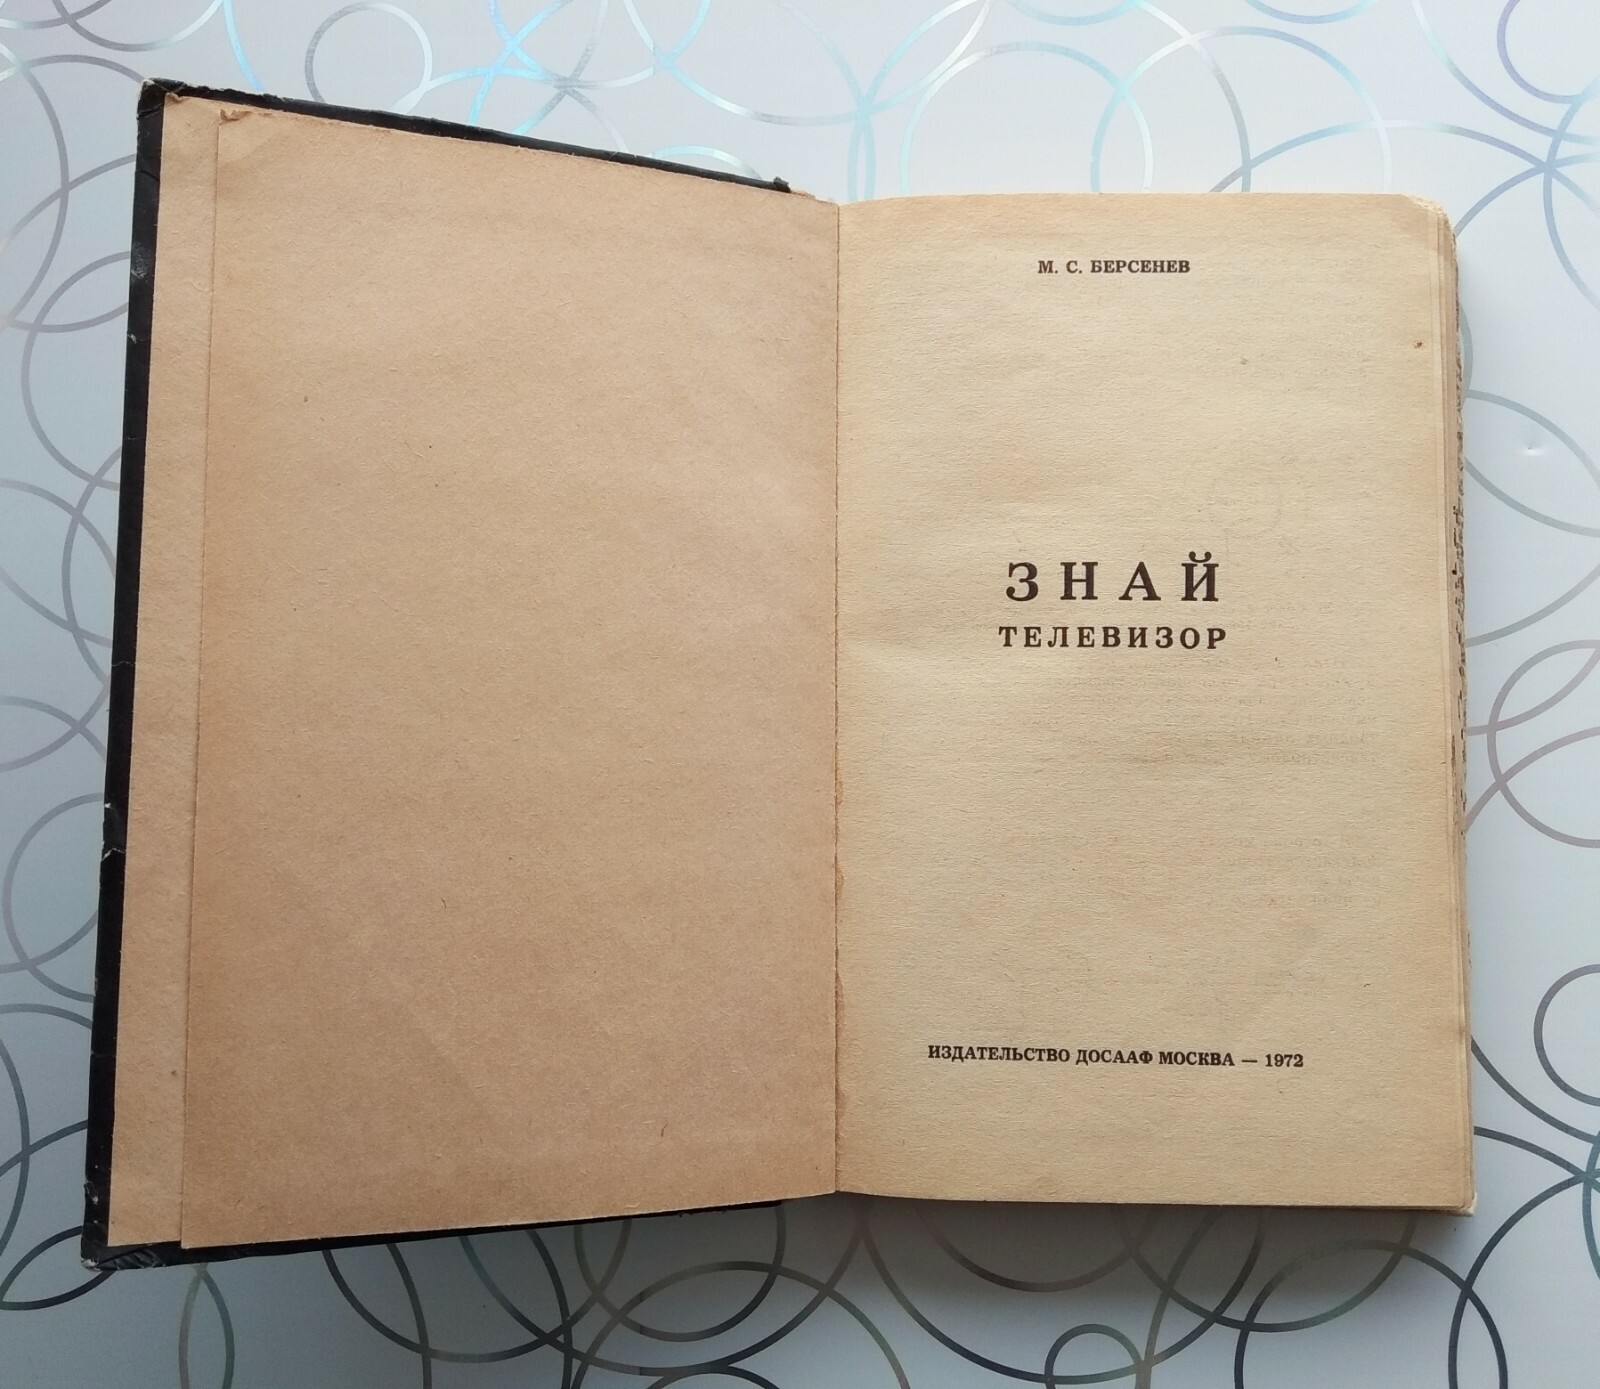 М. С. БЕРСЕНЕВ
ЗНАЙ
ТЕЛЕВИЗОР
ИЗДАТЕЛЬСТВО ДОСААФ МОСКВА — 1972